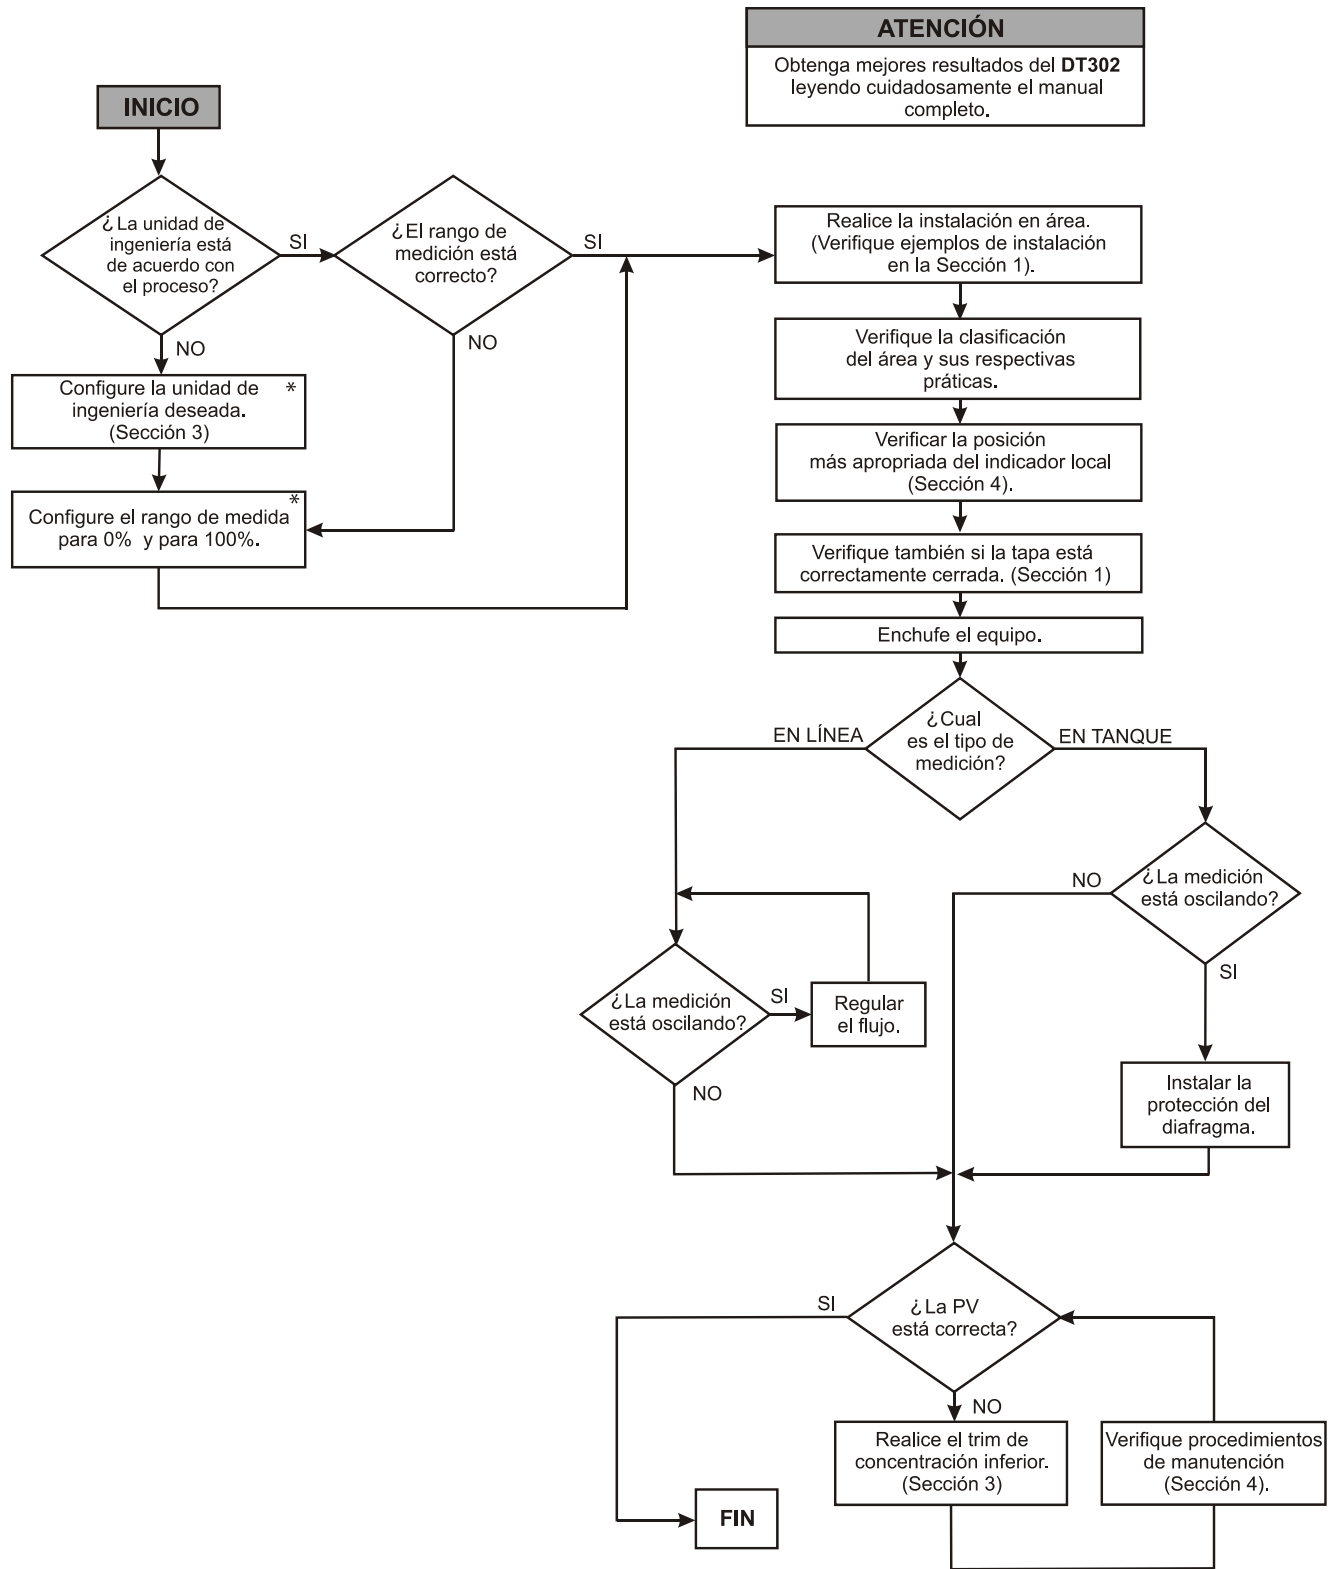 ATENCIÓN
Obtenga mejores resultados del DT302
leyendo cuidadosamente el manual
completo.
INICIO
¿La unidad de
ingeniería está
de acuerdo con
el proceso?
SI
¿El rango de
medición está
correcto?
SI
NO
NO
Configure la unidad de *
ingeniería deseada.
(Sección 3)
*
Configure el rango de medida
para 0% y para 100%.
Realice la instalación en área.
(Verifique ejemplos de instalación
en la Sección 1).
Verifique la clasificación
del área y sus respectivas
práticas.
Verificar la posición
más apropriada del indicador local
(Sección 4).
Verifique también si la tapa está
correctamente cerrada. (Sección 1)
Enchufe el equipo.
¿Cual
es el tipo de
medición?
EN LÍNEA
EN TANQUE
¿La medición
está oscilando?
NO
SI
¿La medición
está oscilando?
SI
Regular
el flujo.
NO
Instalar la
protección del
diafragma.
¿La PV
está correcta?
SI
NO
Realice el trim de
concentración inferior.
(Sección 3)
Verifique procedimientos
de manutención
(Sección 4).
FIN